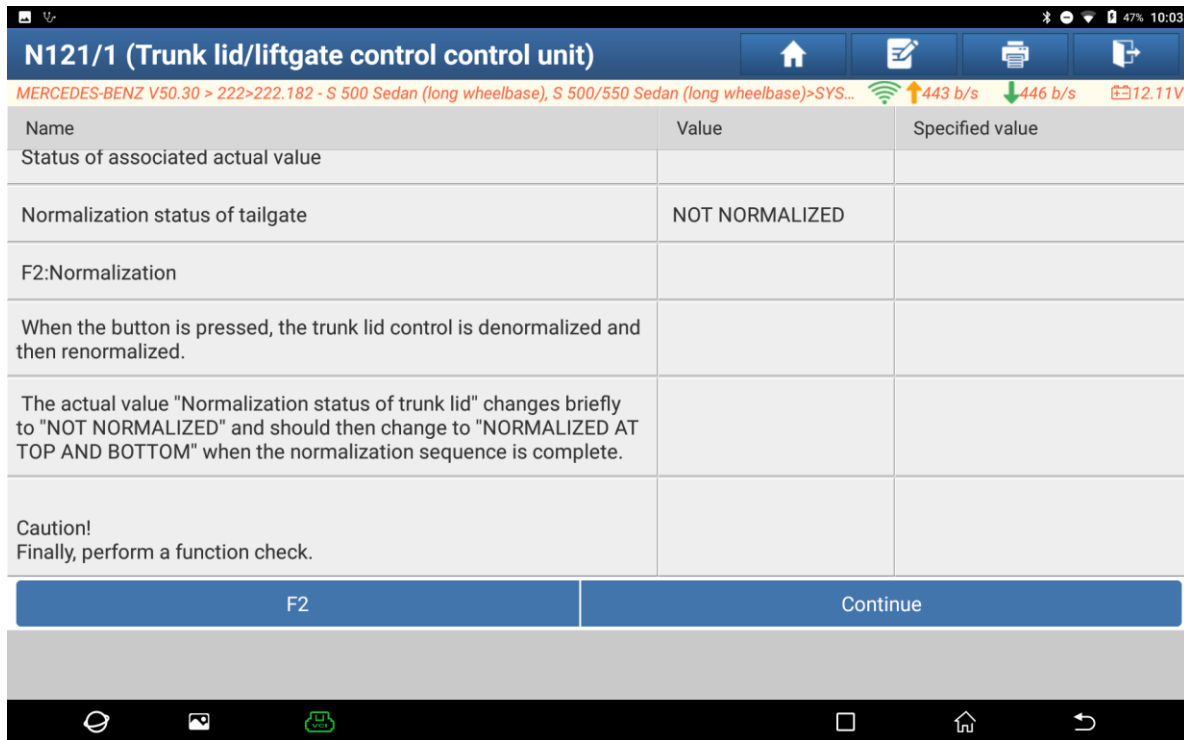 47% 10:03
N121/1 (Trunk lid/liftgate control control unit)
MERCEDES-BENZ V50.30 > 222>222.182 - S 500 Sedan (long wheelbase), S 500/550 Sedan (long wheelbase)>SYS... 443 b/s 446 b/s 12.11V
Name Value Specified value
Status of associated actual value
Normalization status of tailgate NOT NORMALIZED
F2:Normalization
When the button is pressed, the trunk lid control is denormalized and
then renormalized.
The actual value "Normalization status of trunk lid" changes briefly
to "NOT NORMALIZED" and should then change to "NORMALIZED AT
TOP AND BOTTOM" when the normalization sequence is complete.
Caution!
Finally, perform a function check.
F2 Continue
VCI